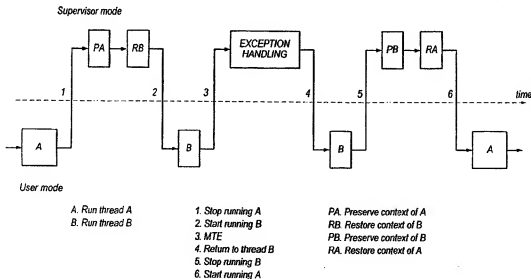 Supervisor mode
PA
RB
EXCEPTION
HANDLING
PB
RA
1
2
3
4
5
6
time
A
B
B
A
User mode
A. Run thread A
B. Run thread B
1. Stop running A
2. Start running B
3. MTE
4. Return to thread B
5. Stop running B
6. Start running A
PA. Preserve context of A
RB. Restore context of B
PB. Preserve context of B
RA. Restore context of A